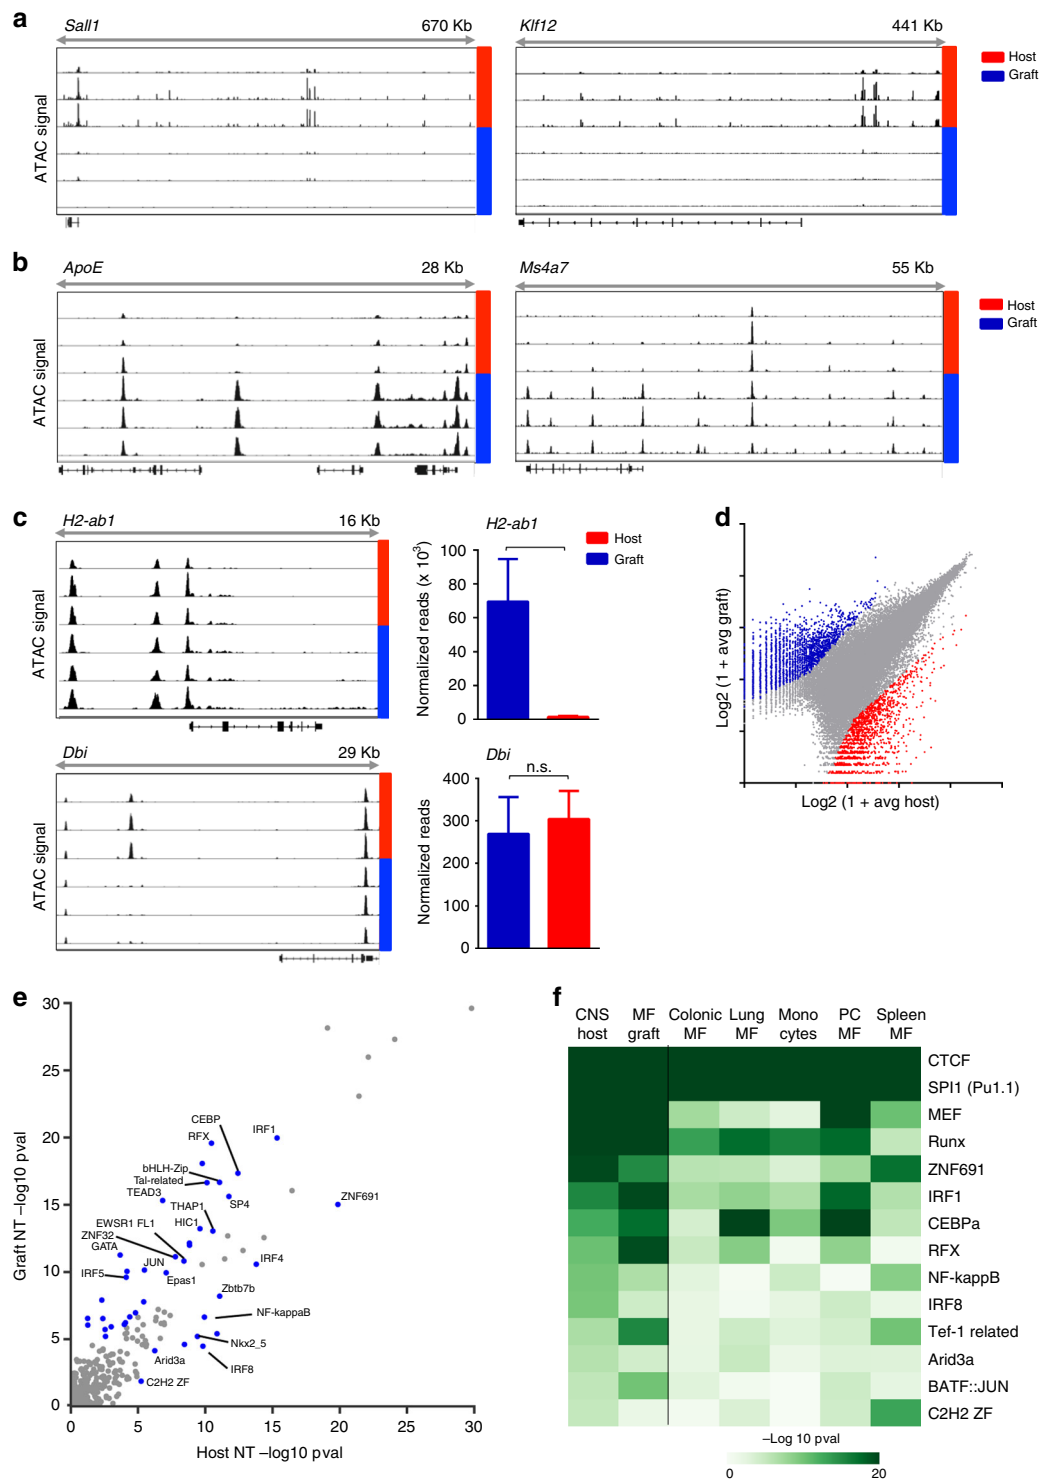 a
Sall1 670 Kb
Klf12 441 Kb
Host
Graft
ATAC signal
b
ApoE 28 Kb
Ms4a7 55 Kb
Host
Graft
ATAC signal
c
H2-ab1 16 Kb
ATAC signal
H2-ab1
Host
Graft
Normalized reads (x 10³)
100
80
60
40
20
0
d
Log2 (1 + avg graft)
Log2 (1 + avg host)
Dbi 29 Kb
ATAC signal
Dbi
n.s.
Normalized reads
400
300
200
100
0
e
Graft NT –log10 pval
30
25
20
15
10
5
0
CEBP
RFX
IRF1
bHLH-Zip
Tal-related
TEAD3
SP4
ZNF691
THAP1
HIC1
EWSR1 FL1
ZNF32
GATA
JUN
IRF4
IRF5
Epas1
Zbtb7b
NF-kappaB
Nkx2_5
Arid3a
IRF8
C2H2 ZF
0 5 10 15 20 25 30
Host NT –log10 pval
f
CNS host
MF graft
Colonic MF
Lung MF
Mono cytes
PC MF
Spleen MF
CTCF
SPI1 (Pu1.1)
MEF
Runx
ZNF691
IRF1
CEBPa
RFX
NF-kappB
IRF8
Tef-1 related
Arid3a
BATF::JUN
C2H2 ZF
–Log 10 pval
0 20